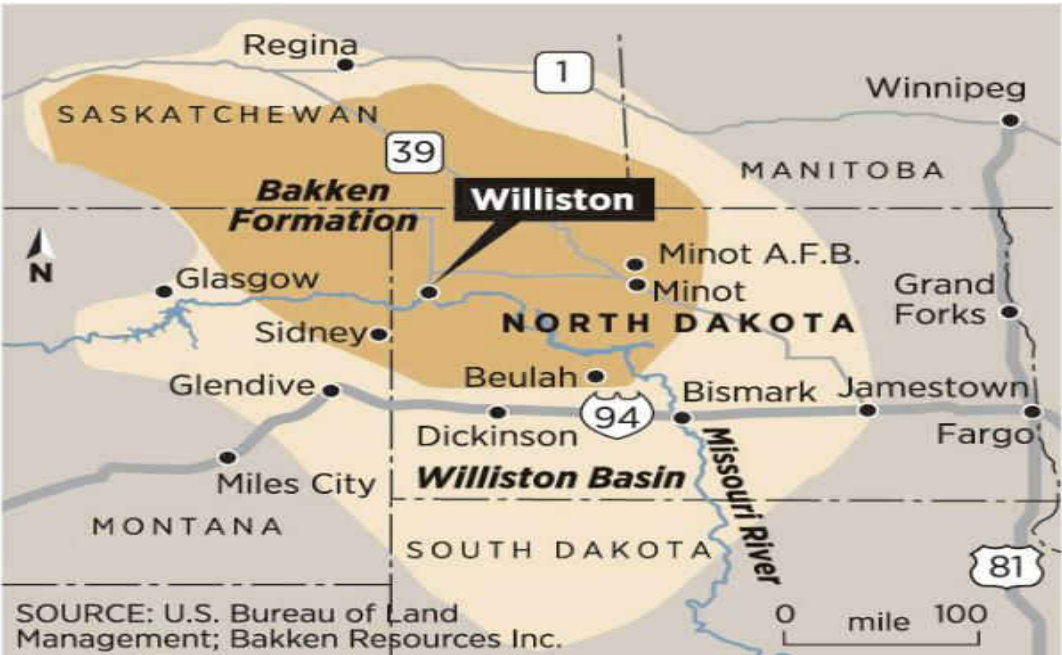 Regina
1
Winnipeg
SASKATCHEWAN
39
MANITOBA
Bakken
Formation
Williston
N
Minot A.F.B.
Glasgow
Minot
Grand
Forks
Sidney
NORTH DAKOTA
Glendive
Beulah
Bismark
Jamestown
94
Dickinson
Fargo
Miles City
Williston Basin
Missouri River
MONTANA
SOUTH DAKOTA
81
SOURCE: U.S. Bureau of Land
Management; Bakken Resources Inc.
0 mile 100